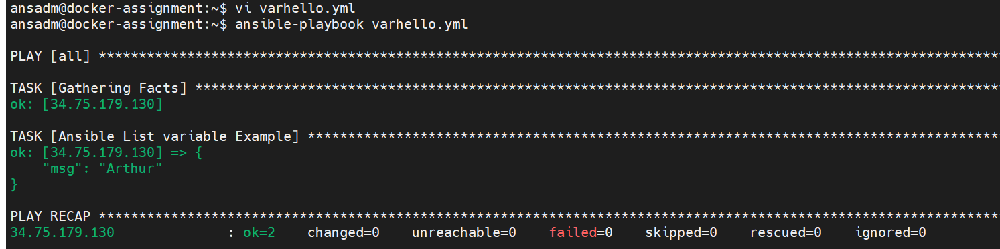 ansadm@docker-assignment:~$ vi varhello.yml
ansadm@docker-assignment:~$ ansible-playbook varhello.yml
PLAY [all] ****************************************************************************************************************
TASK [Gathering Facts] ****************************************************************************************************
ok: [34.75.179.130]
TASK [Ansible List variable Example] **************************************************************************************
ok: [34.75.179.130] => {
    "msg": "Arthur"
}
PLAY RECAP ****************************************************************************************************************
34.75.179.130              : ok=2    changed=0    unreachable=0    failed=0    skipped=0    rescued=0    ignored=0